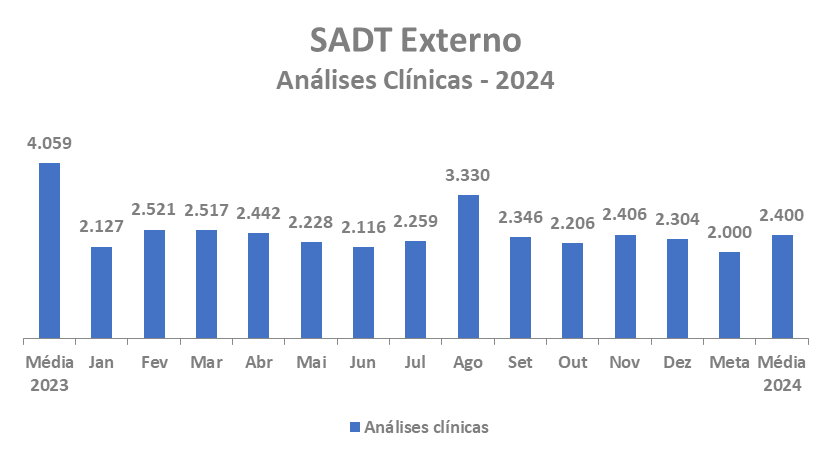 SADT Externo
Análises Clínicas - 2024
4.059
2.127
2.521
2.517
2.442
2.228
2.116
2.259
3.330
2.346
2.206
2.406
2.304
2.000
2.400
Média 2023
Jan
Fev
Mar
Abr
Mai
Jun
Jul
Ago
Set
Out
Nov
Dez
Meta
Média 2024
Análises clínicas